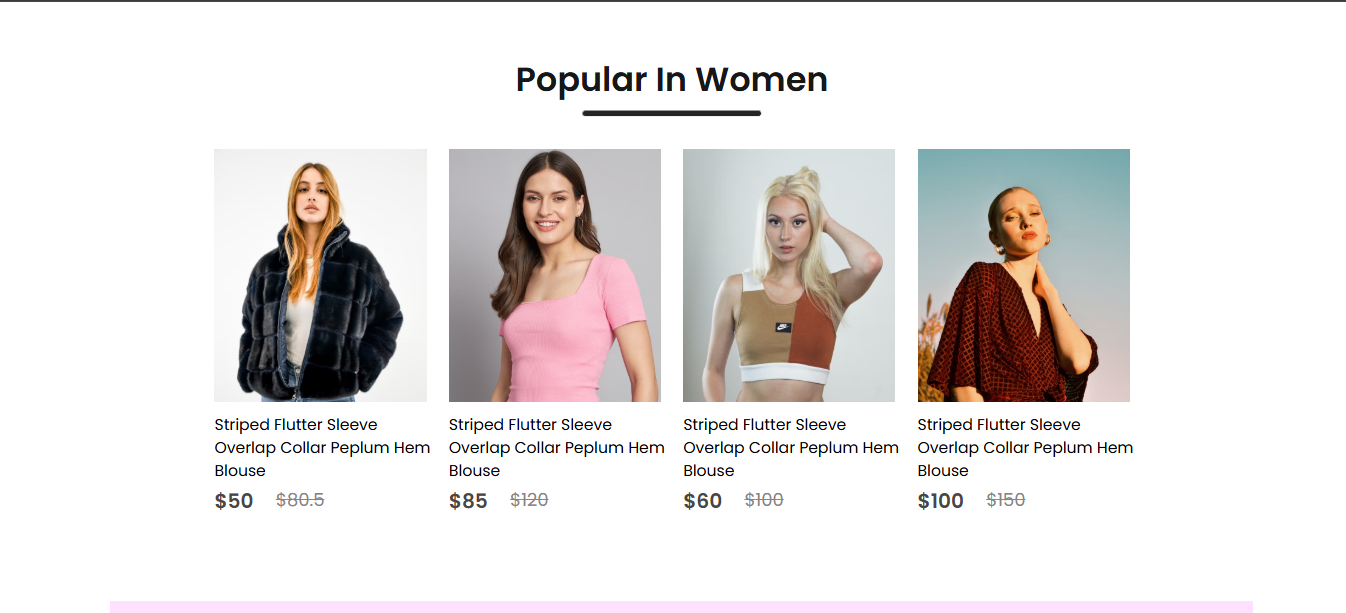 Popular In Women
Striped Flutter Sleeve
Overlap Collar Peplum Hem
Blouse
$50 $80.5
Striped Flutter Sleeve
Overlap Collar Peplum Hem
Blouse
$85 $120
Striped Flutter Sleeve
Overlap Collar Peplum Hem
Blouse
$60 $100
Striped Flutter Sleeve
Overlap Collar Peplum Hem
Blouse
$100 $150